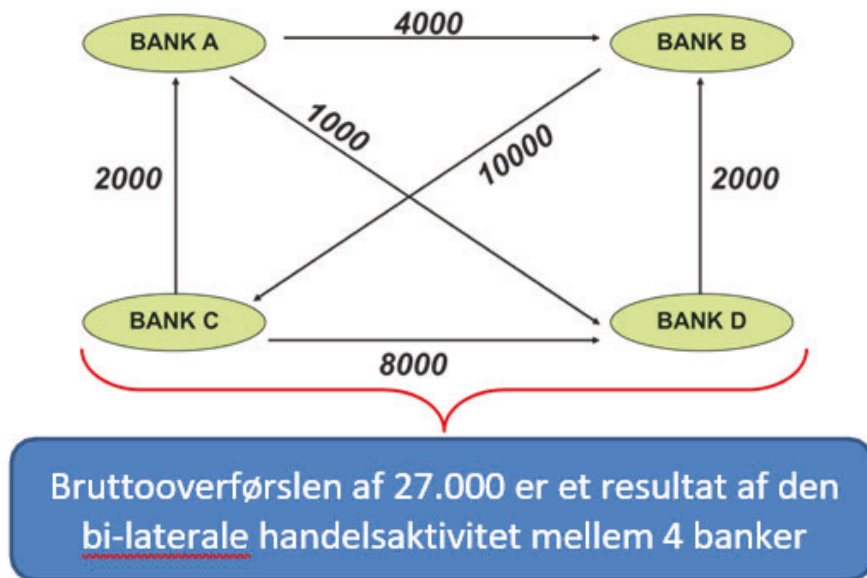 BANK A
4000
BANK B
1000
10000
2000
2000
BANK C
BANK D
8000
Bruttooverførslen af 27.000 er et resultat af den
bi-laterale handelsaktivitet mellem 4 banker